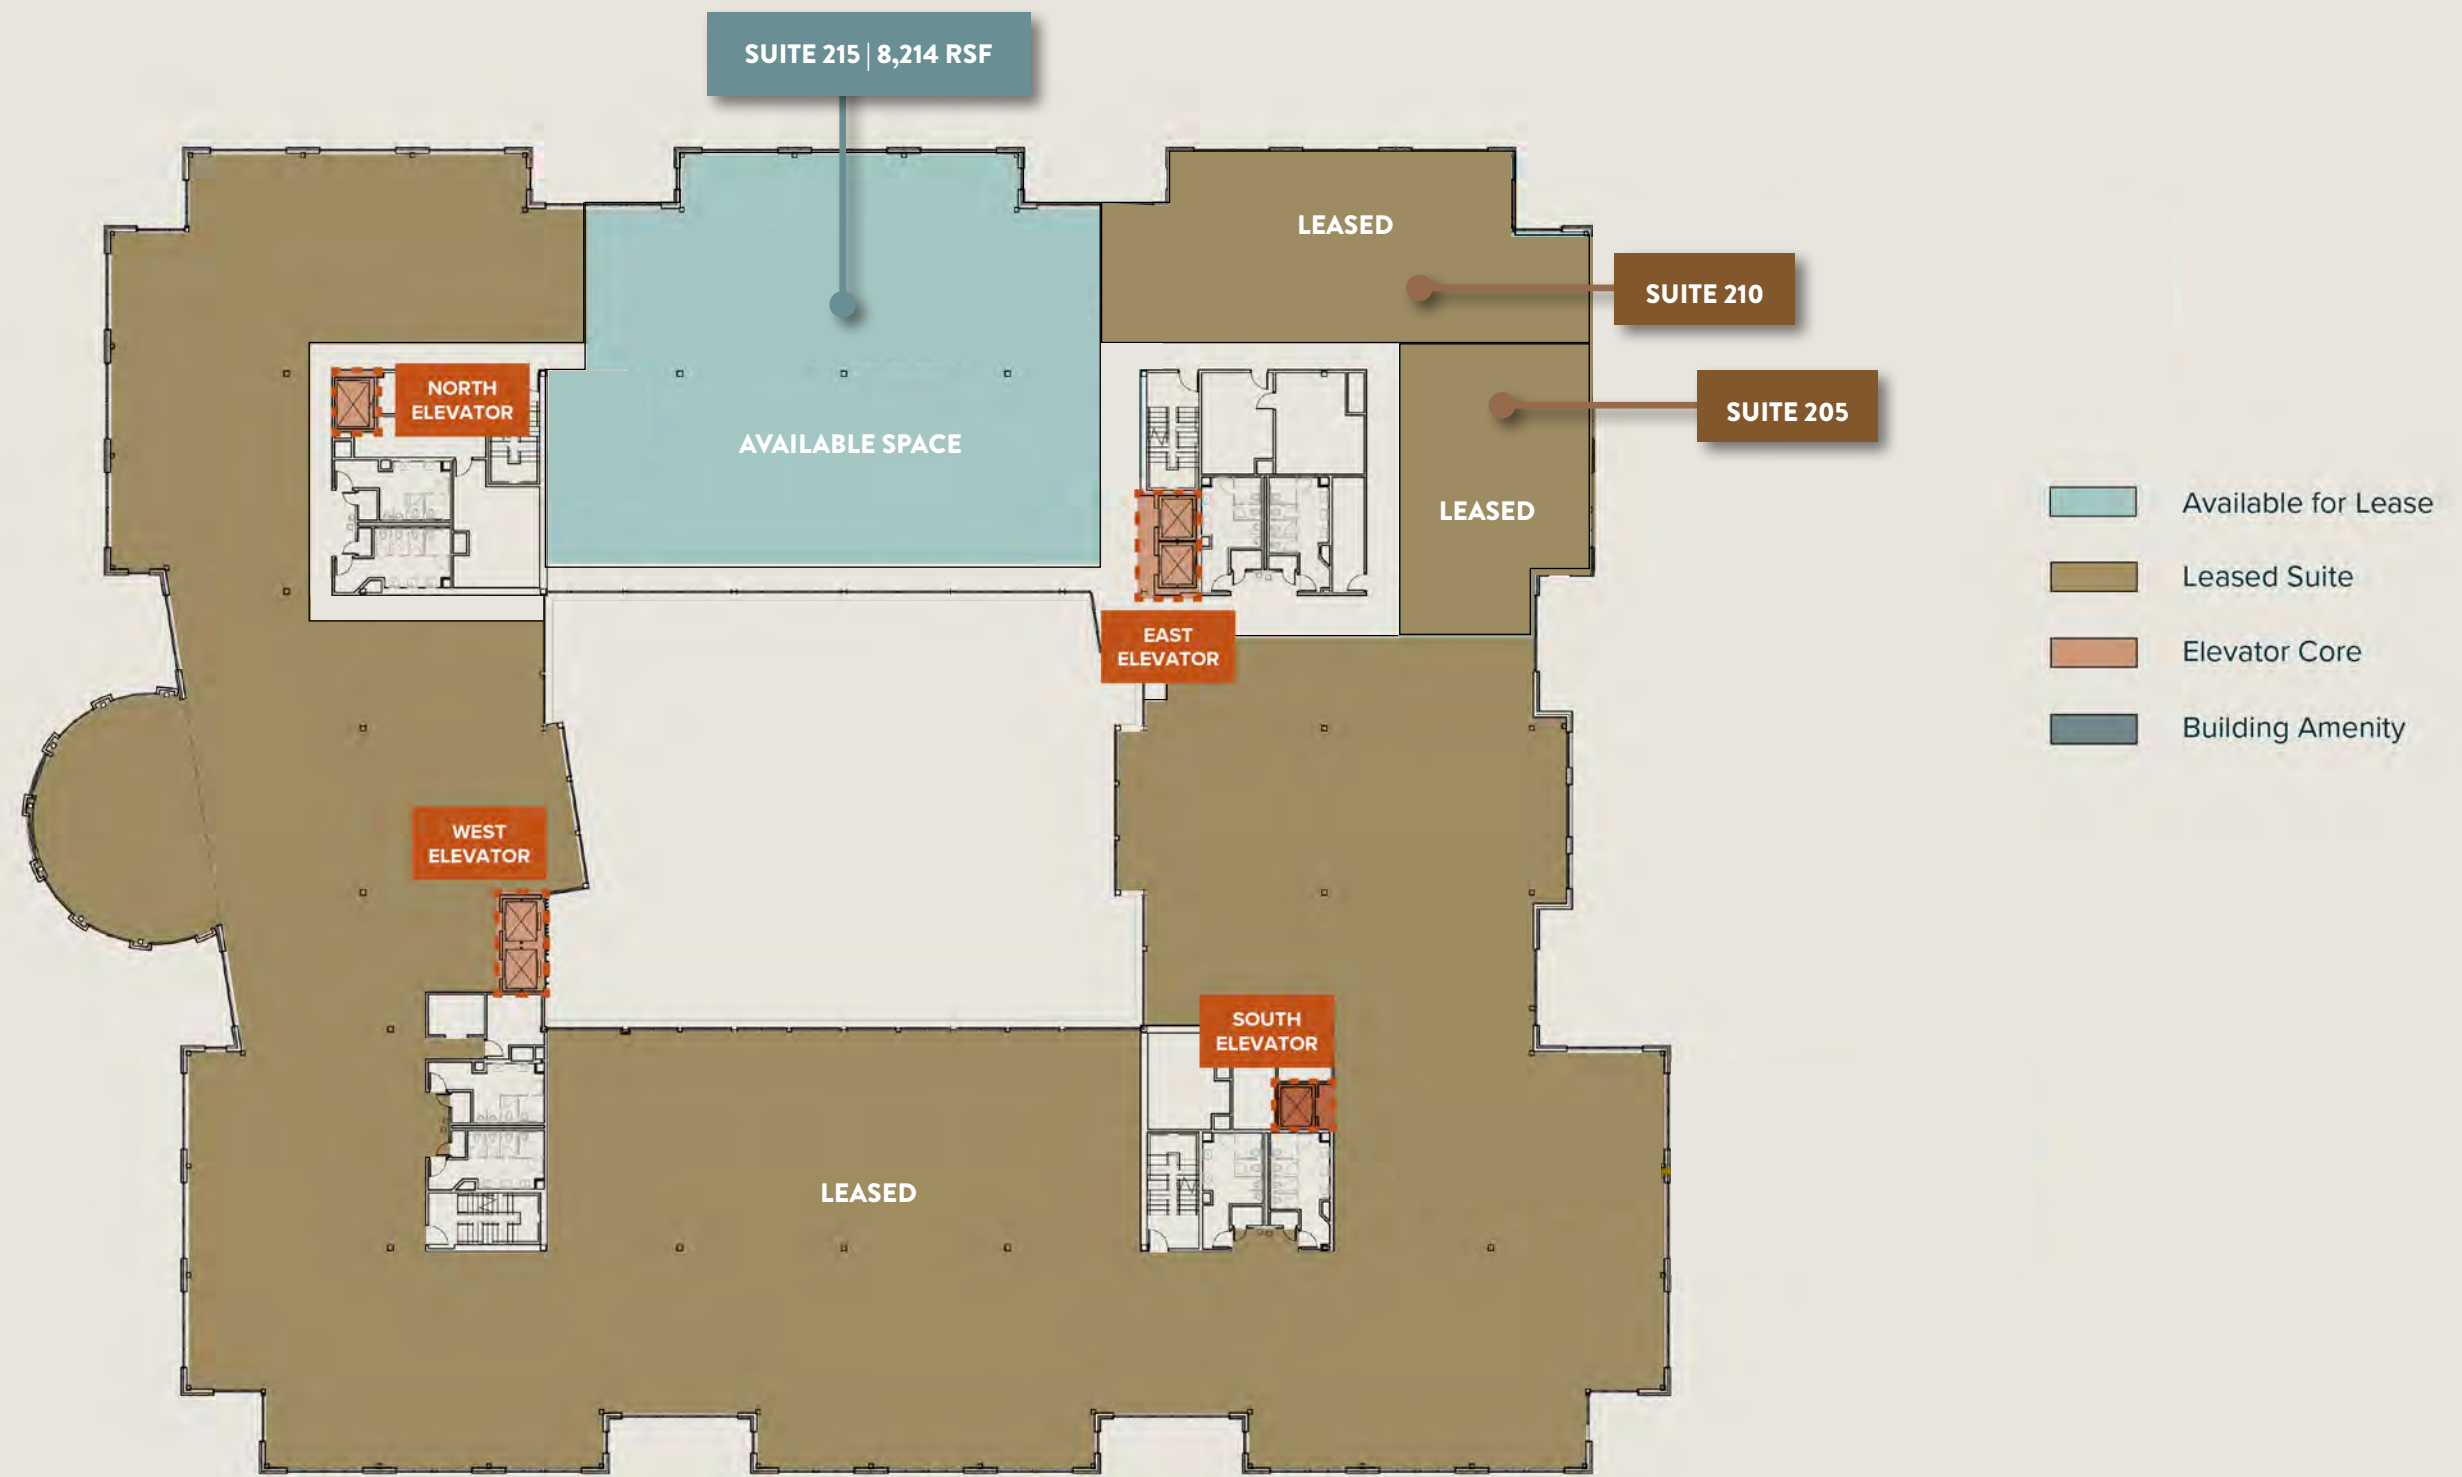 SUITE 215 | 8,214 RSF
LEASED
SUITE 210
SUITE 205
NORTH
ELEVATOR
AVAILABLE SPACE
LEASED
Available for Lease
Leased Suite
Elevator Core
Building Amenity
EAST
ELEVATOR
WEST
ELEVATOR
SOUTH
ELEVATOR
LEASED